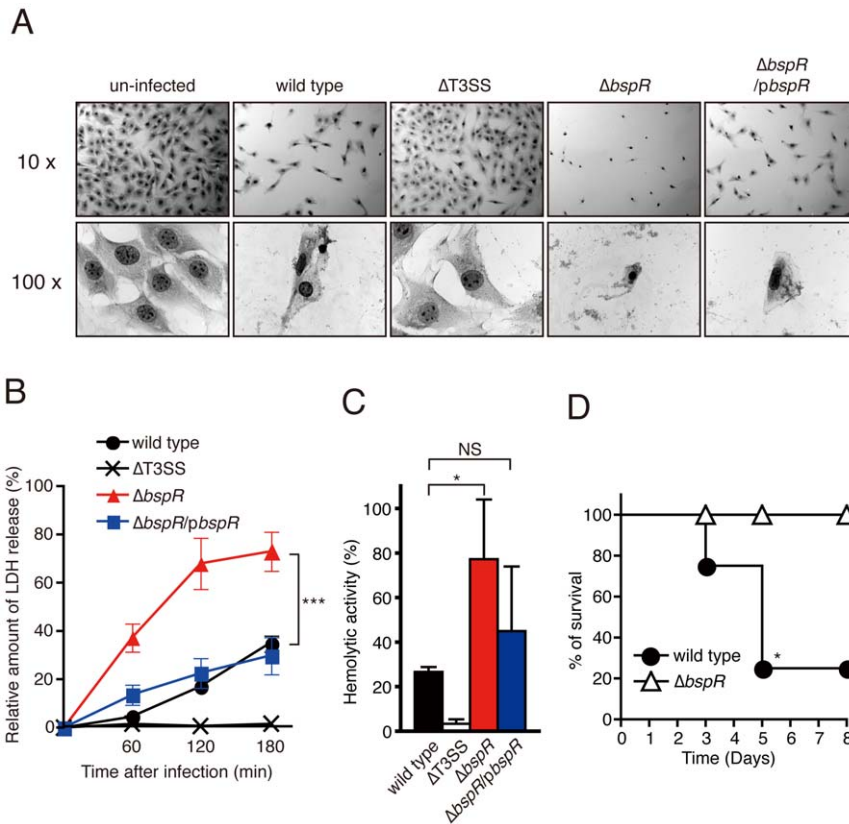 A
un-infected
wild type
ΔT3SS
ΔbspR
ΔbspR
/pbspR
10 x
100 x
B
wild type
ΔT3SS
ΔbspR
ΔbspR/pbspR
Relative amount of LDH release (%)
100
80
60
40
20
0
***
60 120 180
Time after infection (min)
C
NS
*
Hemolytic activity (%)
100
80
60
40
20
0
wild type
ΔT3SS
ΔbspR
ΔbspR/pbspR
D
% of survival
100
80
60
40
20
0
*
wild type
ΔbspR
0 1 2 3 4 5 6 7 8
Time (Days)